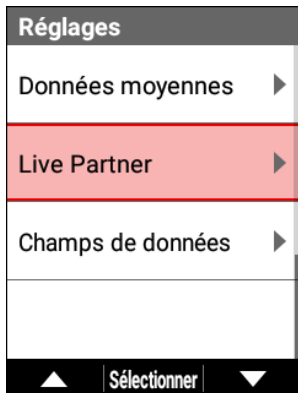 Réglages
Données moyennes
Live Partner
Champs de données
Sélectionner